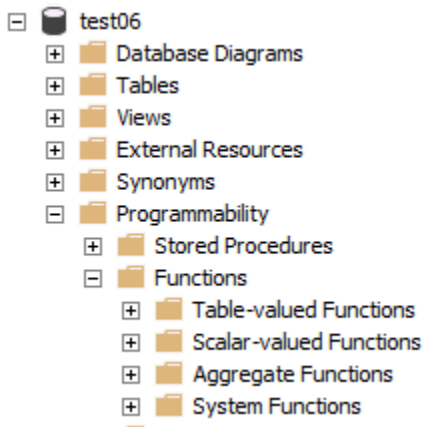 test06
Database Diagrams
Tables
Views
External Resources
Synonyms
Programmability
Stored Procedures
Functions
Table-valued Functions
Scalar-valued Functions
Aggregate Functions
System Functions